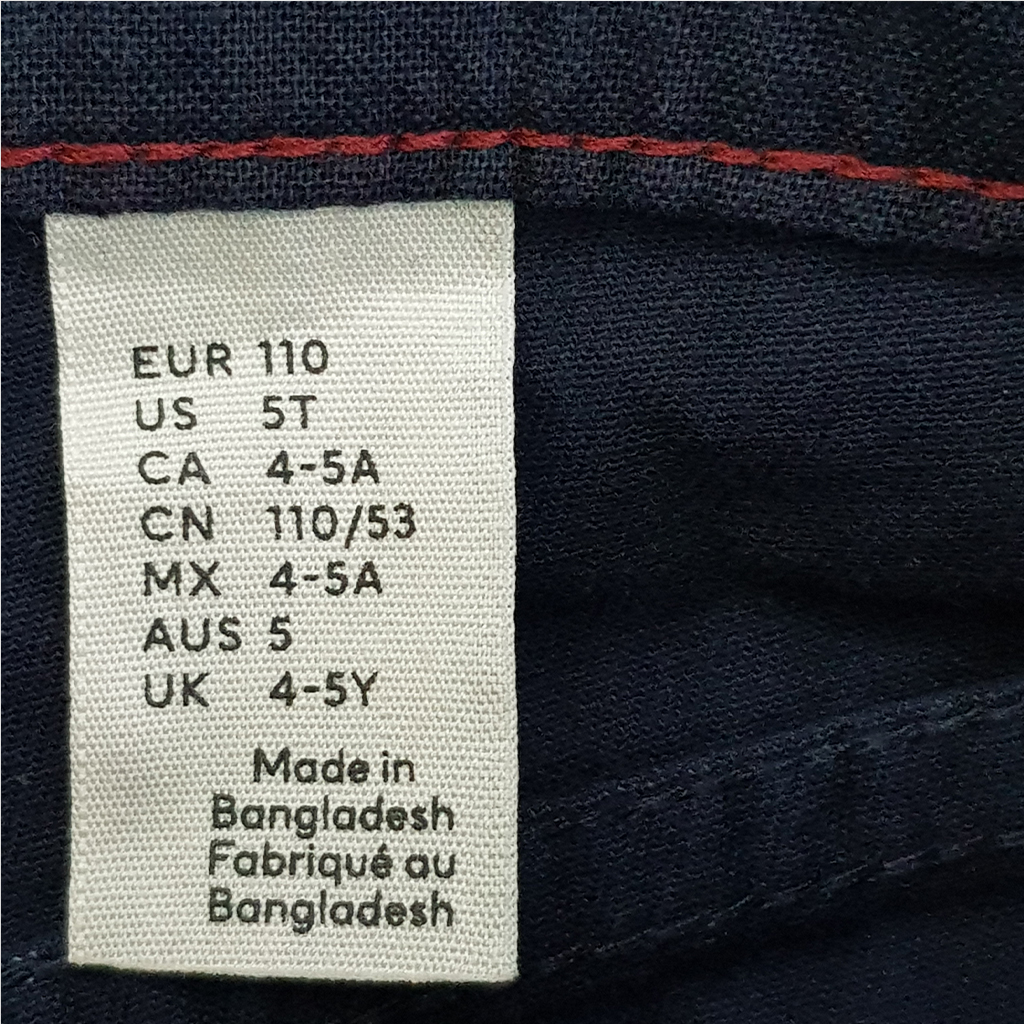 EUR 110
US 5T
CA 4-5A
CN 110/53
MX 4-5A
AUS 5
UK 4-5Y
Made in
Bangladesh
Fabriqué au
Bangladesh